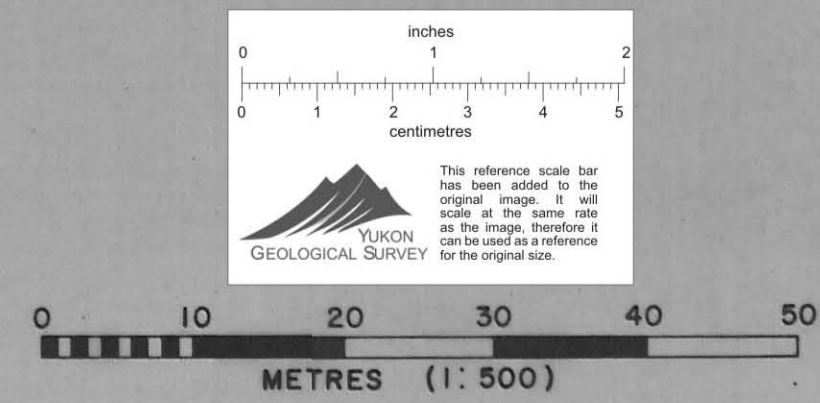 inches
0 1 2
0 1 2 3 4 5
centimetres
This reference scale bar
has been added to the
original image. It will
scale at the same rate
as the image, therefore it
can be used as a reference
for the original size.
YUKON
GEOLOGICAL SURVEY
0 10 20 30 40 50
METRES (1:500)